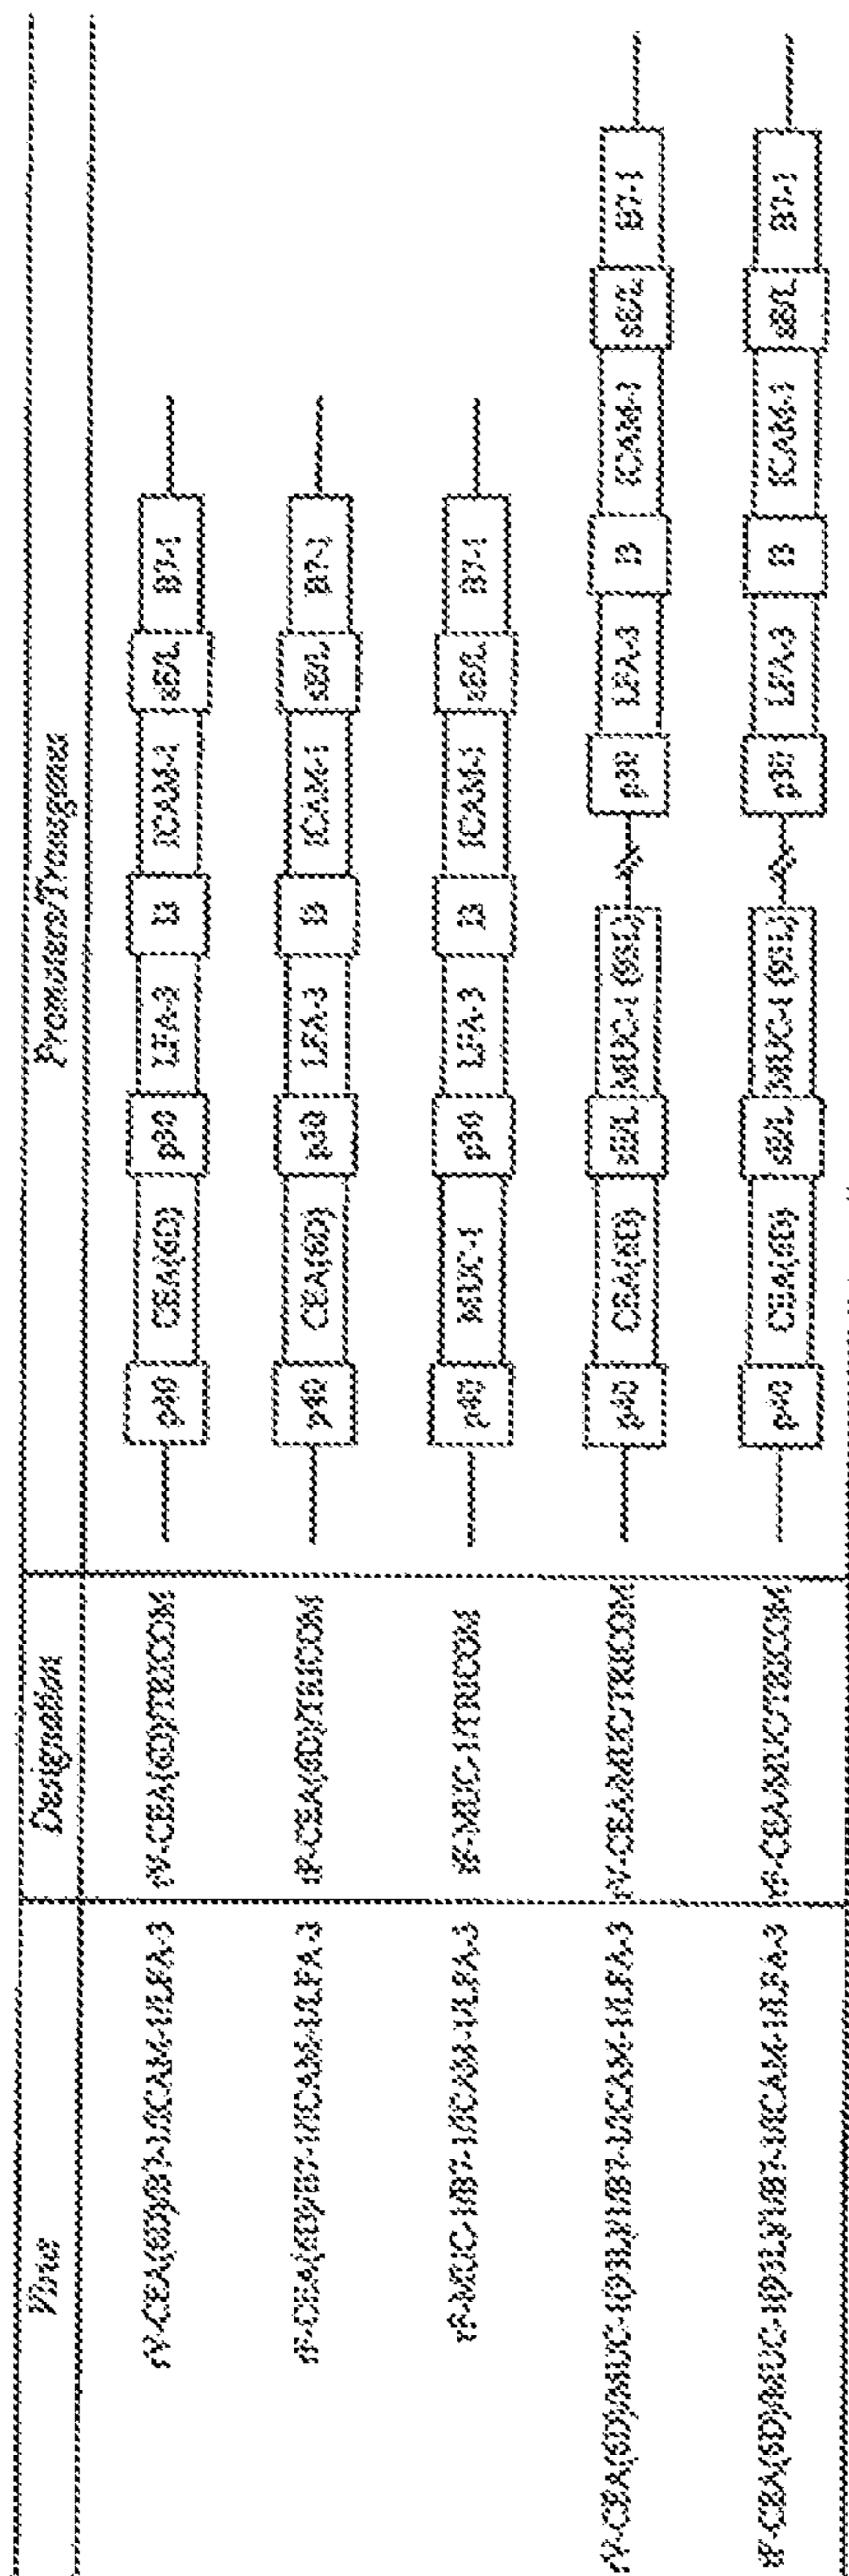 Virus Designation Promoters/Transgenes
rV-CEA(6D)/B7-1/ICAM-1/LFA-3 rV-CEA(6D)/TRICOM p40 CEA(6D) p30 LFA-3 I3 ICAM-1 sE/L B7-1
rF-CEA(6D)/B7-1/ICAM-1/LFA-3 rF-CEA(6D)/TRICOM p40 CEA(6D) p30 LFA-3 I3 ICAM-1 sE/L B7-1
rF-MUC-1/B7-1/ICAM-1/LFA-3 rF-MUC-1/TRICOM p40 MUC-1 p30 LFA-3 I3 ICAM-1 sE/L B7-1
rV-CEA(6D)/MUC-1(93L)/B7-1/ICAM-1/LFA-3 rV-CEA/MUC/TRICOM p40 CEA(6D) sE/L MUC-1 (93L) p30 LFA-3 I3 ICAM-1 sE/L B7-1
rF-CEA(6D)/MUC-1(93L)/B7-1/ICAM-1/LFA-3 rF-CEA/MUC/TRICOM p40 CEA(6D) sE/L MUC-1 (93L) p30 LFA-3 I3 ICAM-1 sE/L B7-1